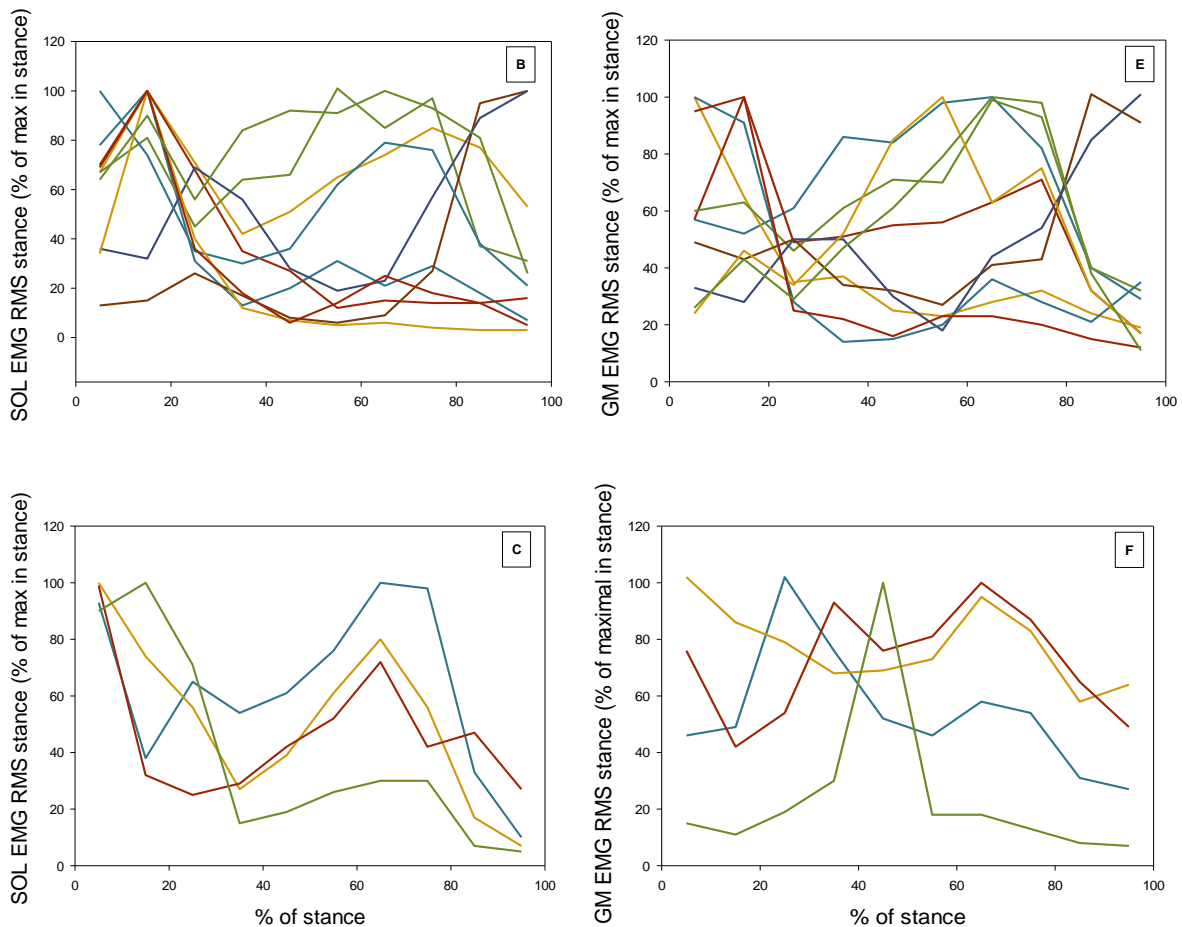 SOL EMG RMS stance (% of max in stance)
120
100
80
60
40
20
0
0 20 40 60 80 100
B
GM EMG RMS stance (% of max in stance)
120
100
80
60
40
20
0
0 20 40 60 80 100
E
SOL EMG RMS stance (% of max in stance)
120
100
80
60
40
20
0
0 20 40 60 80 100
% of stance
C
GM EMG RMS stance (% of maximal in stance)
120
100
80
60
40
20
0
0 20 40 60 80 100
% of stance
F